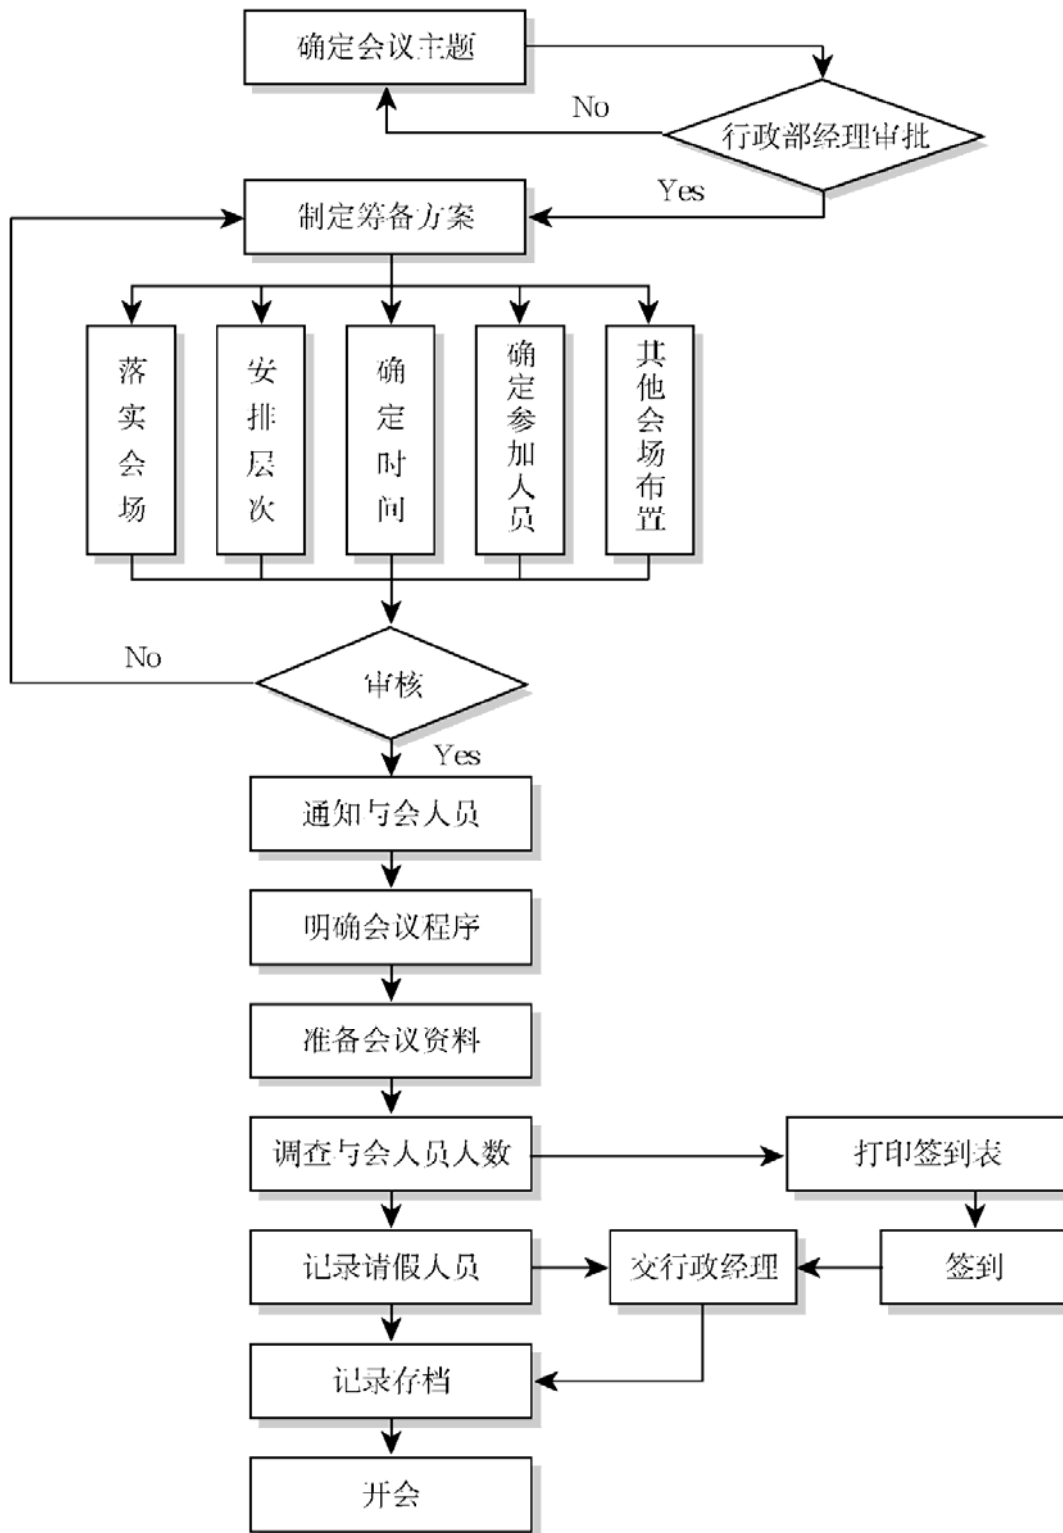 确定会议主题
No
行政部经理审批
Yes
制定筹备方案
落实会场
安排层次
确定时间
确定参加人员
其他会场布置
No
审核
Yes
通知与会人员
明确会议程序
准备会议资料
调查与会人员人数
打印签到表
记录请假人员
交行政经理
签到
记录存档
开会